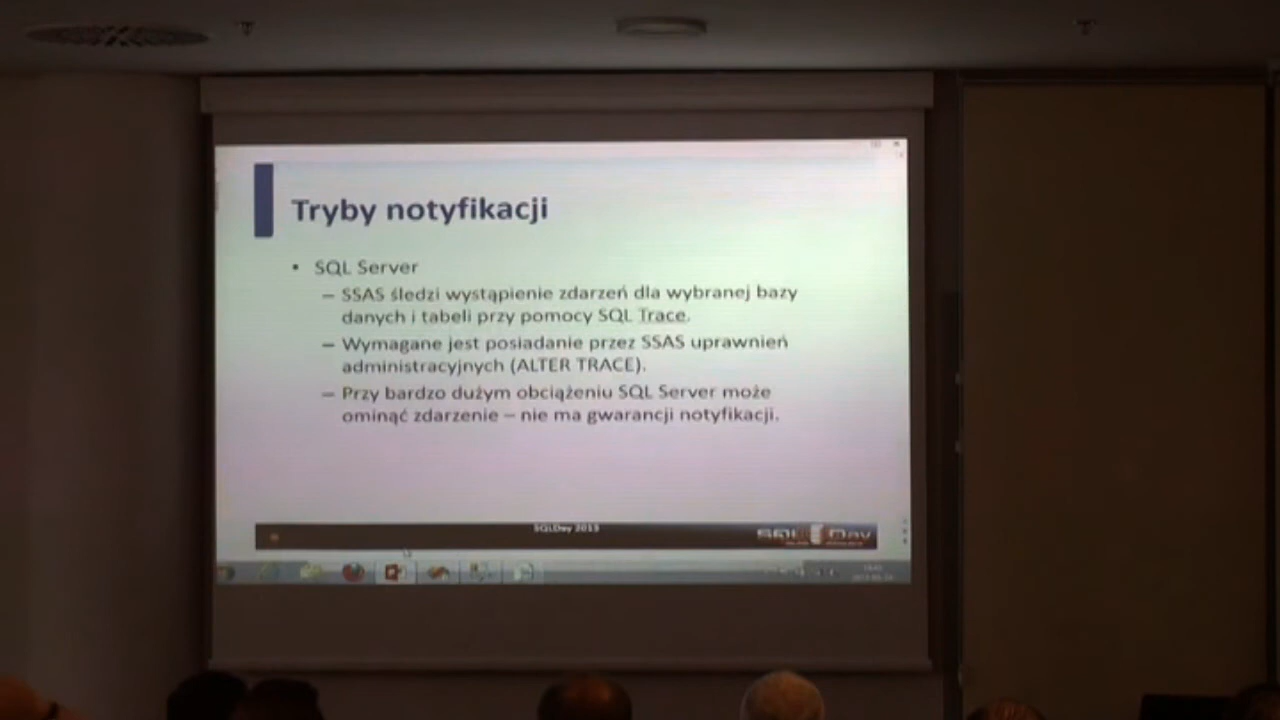 Tryby notyfikacji
• SQL Server
– SSAS śledzi wystąpienie zdarzeń dla wybranej bazy
danych i tabeli przy pomocy SQL Trace.
– Wymagane jest posiadanie przez SSAS uprawnień
administracyjnych (ALTER TRACE).
– Przy bardzo dużym obciążeniu SQL Server może
ominąć zdarzenie – nie ma gwarancji notyfikacji.
SQLDay 2013
SQL Day